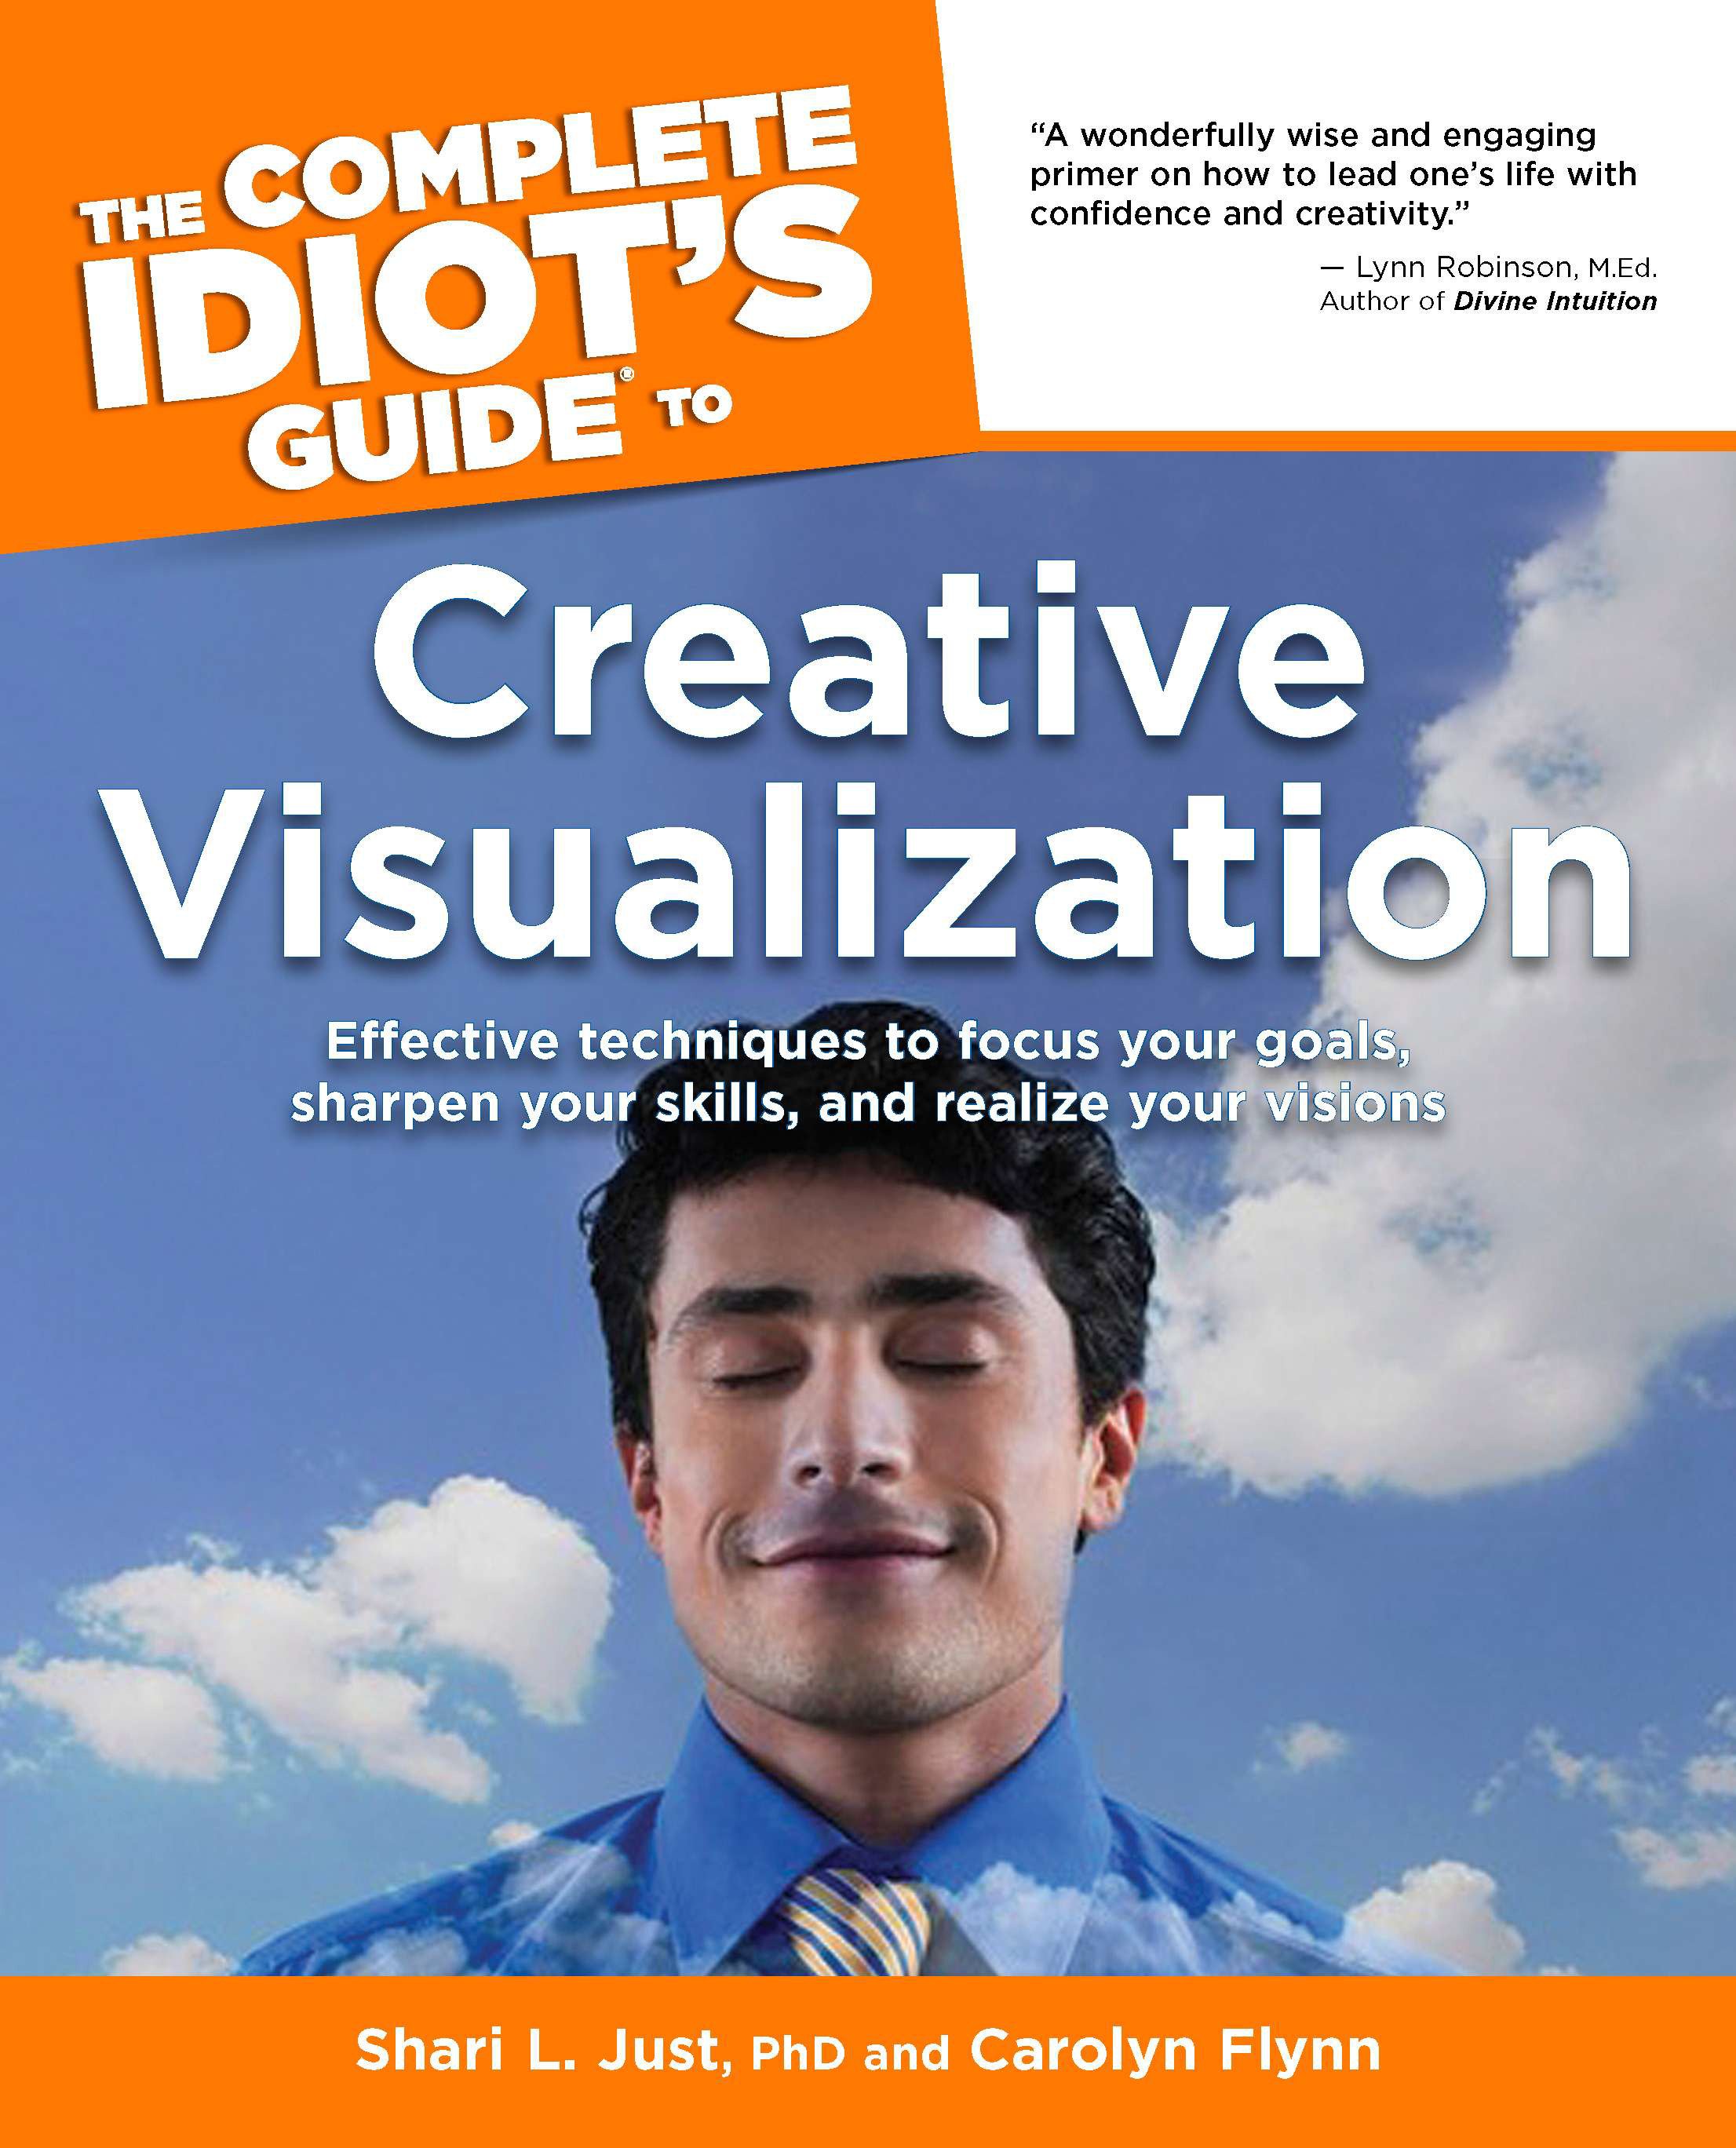 THE COMPLETE
IDIOT'S
GUIDE® TO
“A wonderfully wise and engaging
primer on how to lead one’s life with
confidence and creativity.”
— Lynn Robinson, M.Ed.
Author of Divine Intuition
Creative
Visualization
Effective techniques to focus your goals,
sharpen your skills, and realize your visions
Shari L. Just, PhD and Carolyn Flynn